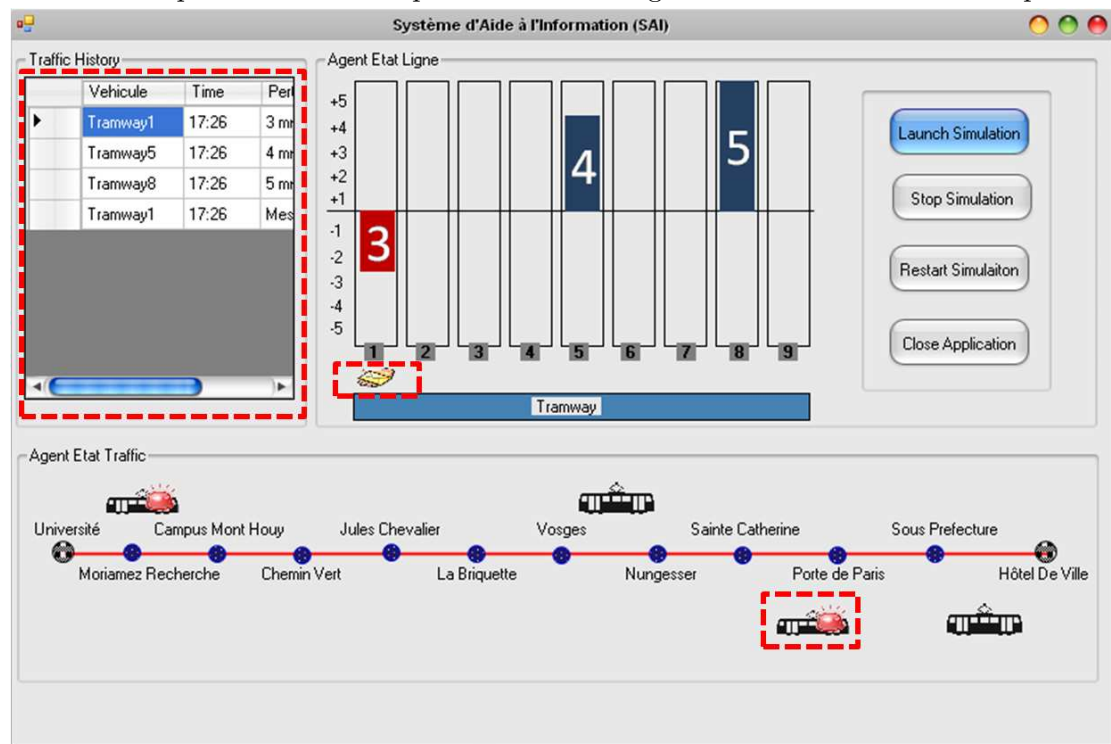 Système d'Aide à l'Information (SAI)
Traffic History
Vehicule Time
Tramway1 17:26 3 mr
Tramway5 17:26 4 mr
Tramway8 17:26 5 mr
Tramway1 17:26 Mes
Agent Etat Ligne
+5
+4
+3
+2
+1
-1
-2
-3
-4
-5
3
4
5
1 2 3 4 5 6 7 8 9
Tramway
Launch Simulation
Stop Simulation
Restart Simulaiton
Close Application
Agent Etat Traffic
Université Campus Mont Houy Jules Chevalier Vosges Sainte Catherine Sous Prefecture
Moriamez Recherche Chemin Vert La Briquette Nungesser Porte de Paris Hôtel De Ville